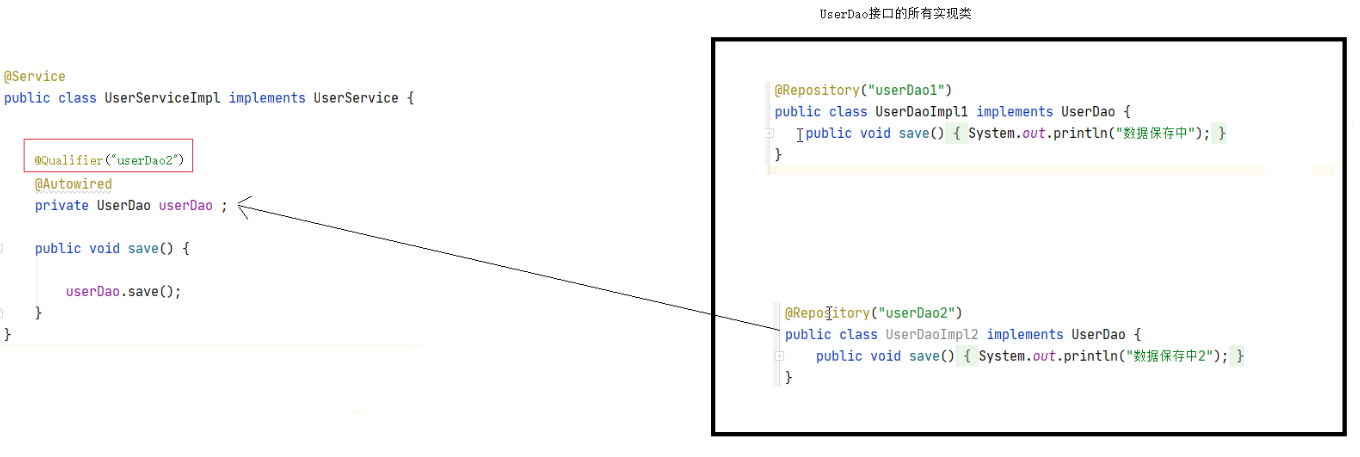 UserDao接口的所有实现类
@Service
public class UserServiceImpl implements UserService {
@Qualifier("userDao2")
@Autowired
private UserDao userDao ;
public void save() {
userDao.save();
}
}
@Repository("userDao1")
public class UserDaoImpl1 implements UserDao {
public void save() { System.out.println("数据保存中"); }
}
@Repository("userDao2")
public class UserDaoImpl2 implements UserDao {
public void save() { System.out.println("数据保存中2"); }
}